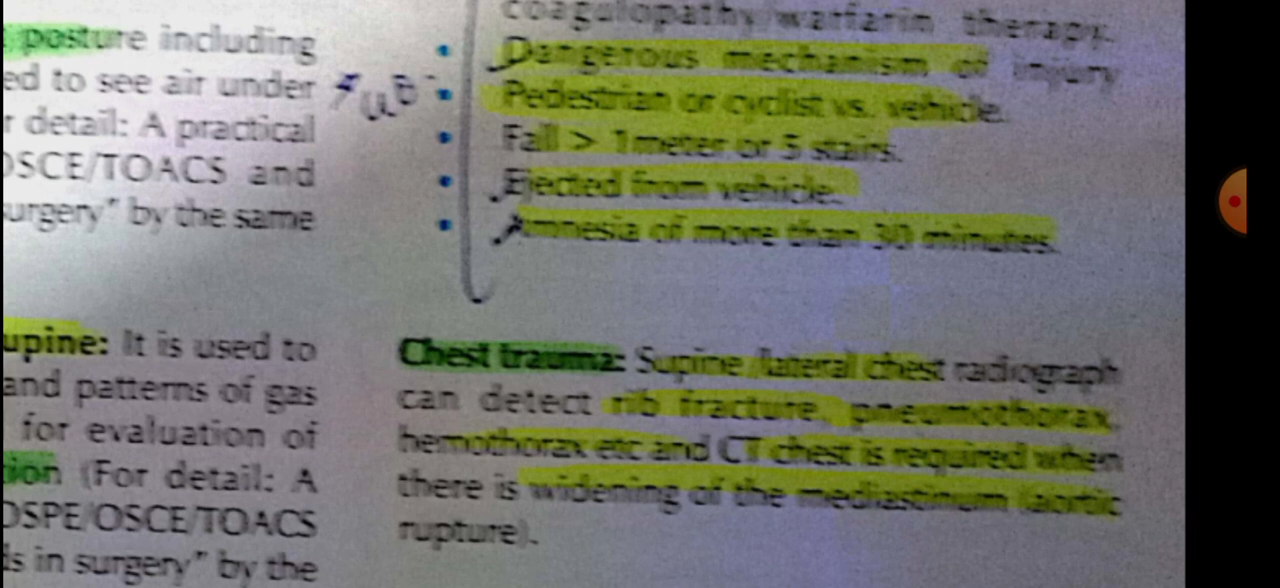 posture including
ed to see air under
r detail: A practical
OSCE/TOACS and
surgery" by the same
upine: It is used to
and patterns of gas
for evaluation of
ion (For detail: A
OSPE/OSCE/TOACS
ds in surgery" by the
coagulopathy/warfarin therapy.
• Dangerous mechanism of injury
• Pedestrian or cyclist vs. vehicle.
• Fall > 1meter or 5 stairs.
• Ejected from vehicle.
• Amnesia of more than 30 minutes.
Chest trauma: Supine /lateral chest radiograph
can detect rib fracture, pneumothorax,
hemothorax etc and CT chest is required when
there is widening of the mediastinum (aortic
rupture).